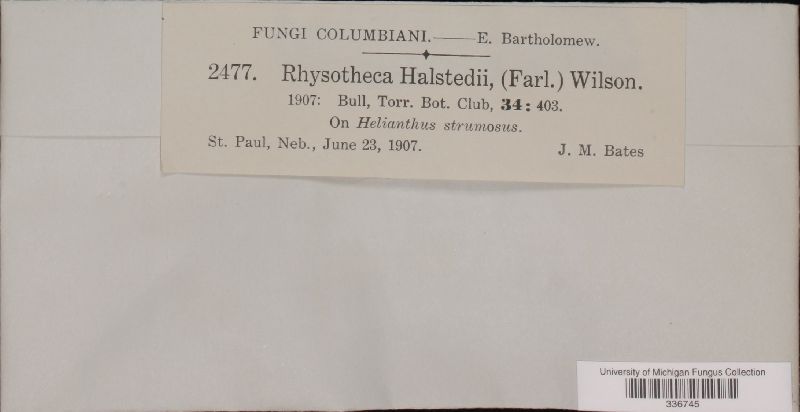 FUNGI COLUMBIANI.—E. Bartholomew.
2477. Rhysotheca Halstedii, (Farl.) Wilson.
1907: Bull, Torr. Bot. Club, 34: 403.
On Helianthus strumosus.
St. Paul, Neb., June 23, 1907. J. M. Bates
University of Michigan Fungus Collection
336745